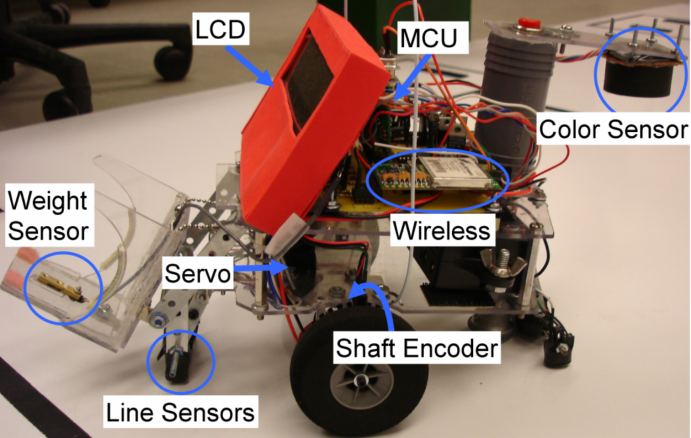 LCD
MCU
Color Sensor
Weight
Sensor
Wireless
Servo
Shaft Encoder
Line Sensors